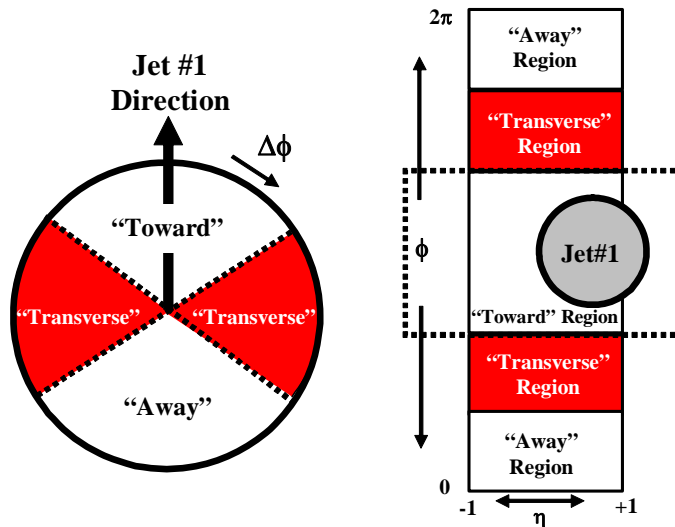 Jet #1
Direction
Δϕ
“Toward”
“Transverse”
“Transverse”
“Away”
2π
“Away”
Region
“Transverse”
Region
ϕ
Jet#1
“Toward” Region
“Transverse”
Region
“Away”
Region
0
-1
+1
η